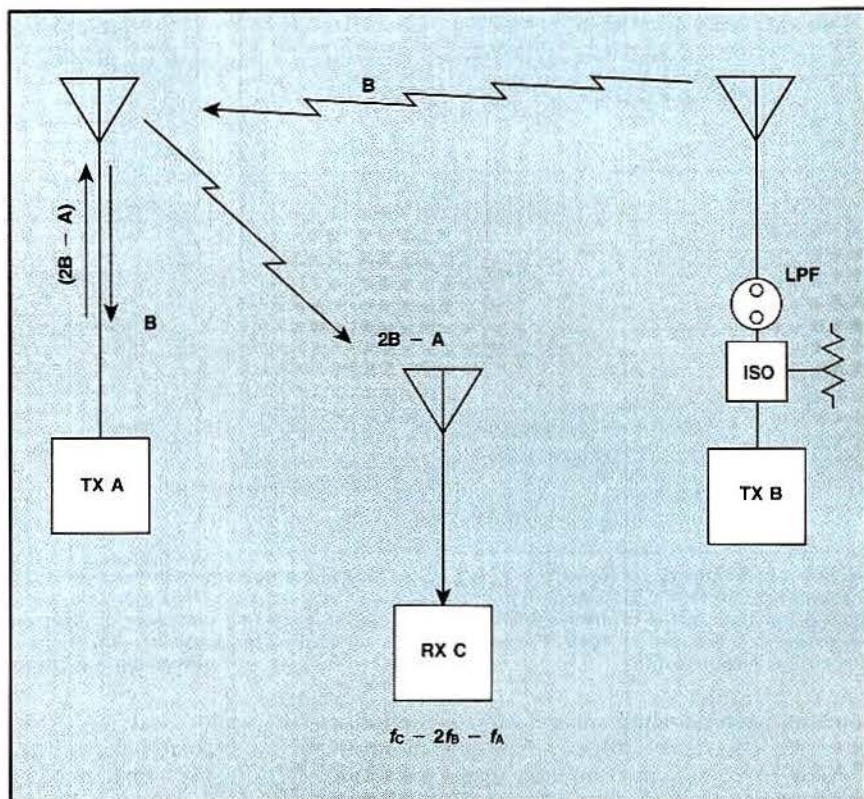 B
(2B – A)
B
LPF
2B – A
ISO
TX A
TX B
RX C
fC – 2fB – fA